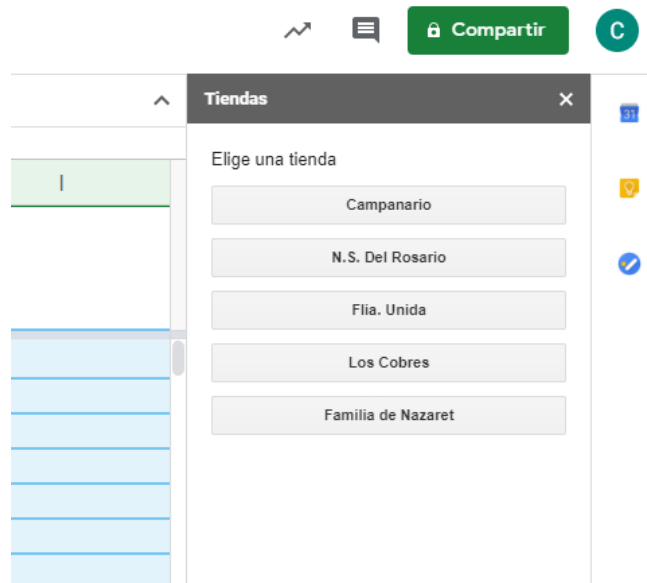 Compartir
C
Tiendas
31
Elige una tienda
I
Campanario
N.S. Del Rosario
Flia. Unida
Los Cobres
Familia de Nazaret